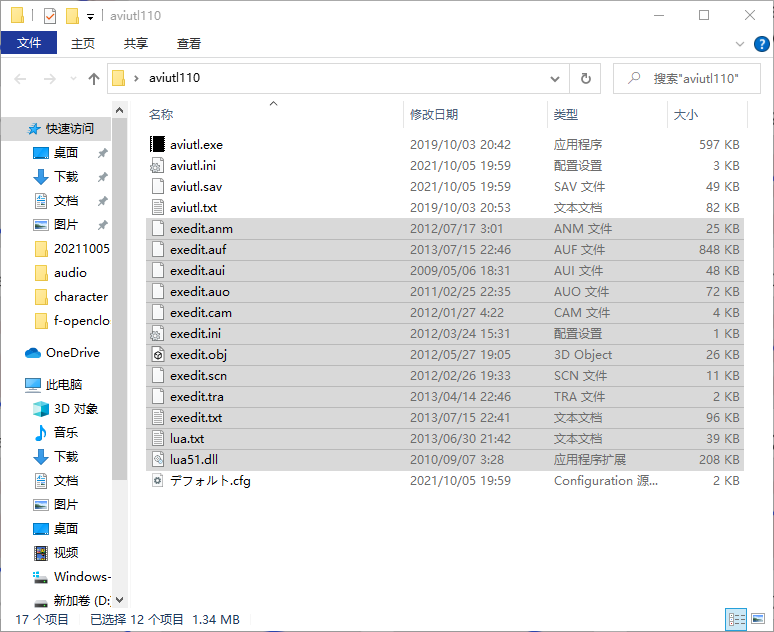 aviutl110
文件 主页 共享 查看
aviutl110 搜索"aviutl110"
名称 修改日期 类型 大小
快速访问
桌面
下载
文档
图片
20211005
audio
character
f-openclo
OneDrive
此电脑
3D 对象
音乐
下载
文档
图片
桌面
视频
Windows-
新加卷 (D:)
aviutl.exe 2019/10/03 20:42 应用程序 597 KB
aviutl.ini 2021/10/05 19:59 配置设置 3 KB
aviutl.sav 2021/10/05 19:59 SAV 文件 49 KB
aviutl.txt 2019/10/03 20:53 文本文档 82 KB
exedit.anm 2012/07/17 3:01 ANM 文件 25 KB
exedit.auf 2013/07/15 22:46 AUF 文件 848 KB
exedit.aui 2009/05/06 18:31 AUI 文件 48 KB
exedit.auo 2011/02/25 22:35 AUO 文件 72 KB
exedit.cam 2012/01/27 4:22 CAM 文件 4 KB
exedit.ini 2012/03/24 15:31 配置设置 1 KB
exedit.obj 2012/05/27 19:05 3D Object 26 KB
exedit.scn 2012/02/26 19:33 SCN 文件 11 KB
exedit.tra 2013/04/14 22:46 TRA 文件 2 KB
exedit.txt 2013/07/15 22:41 文本文档 96 KB
lua.txt 2013/06/30 21:42 文本文档 39 KB
lua51.dll 2010/09/07 3:28 应用程序扩展 208 KB
デフォルト.cfg 2021/10/05 19:59 Configuration 源... 2 KB
17 个项目 已选择 12 个项目 1.34 MB